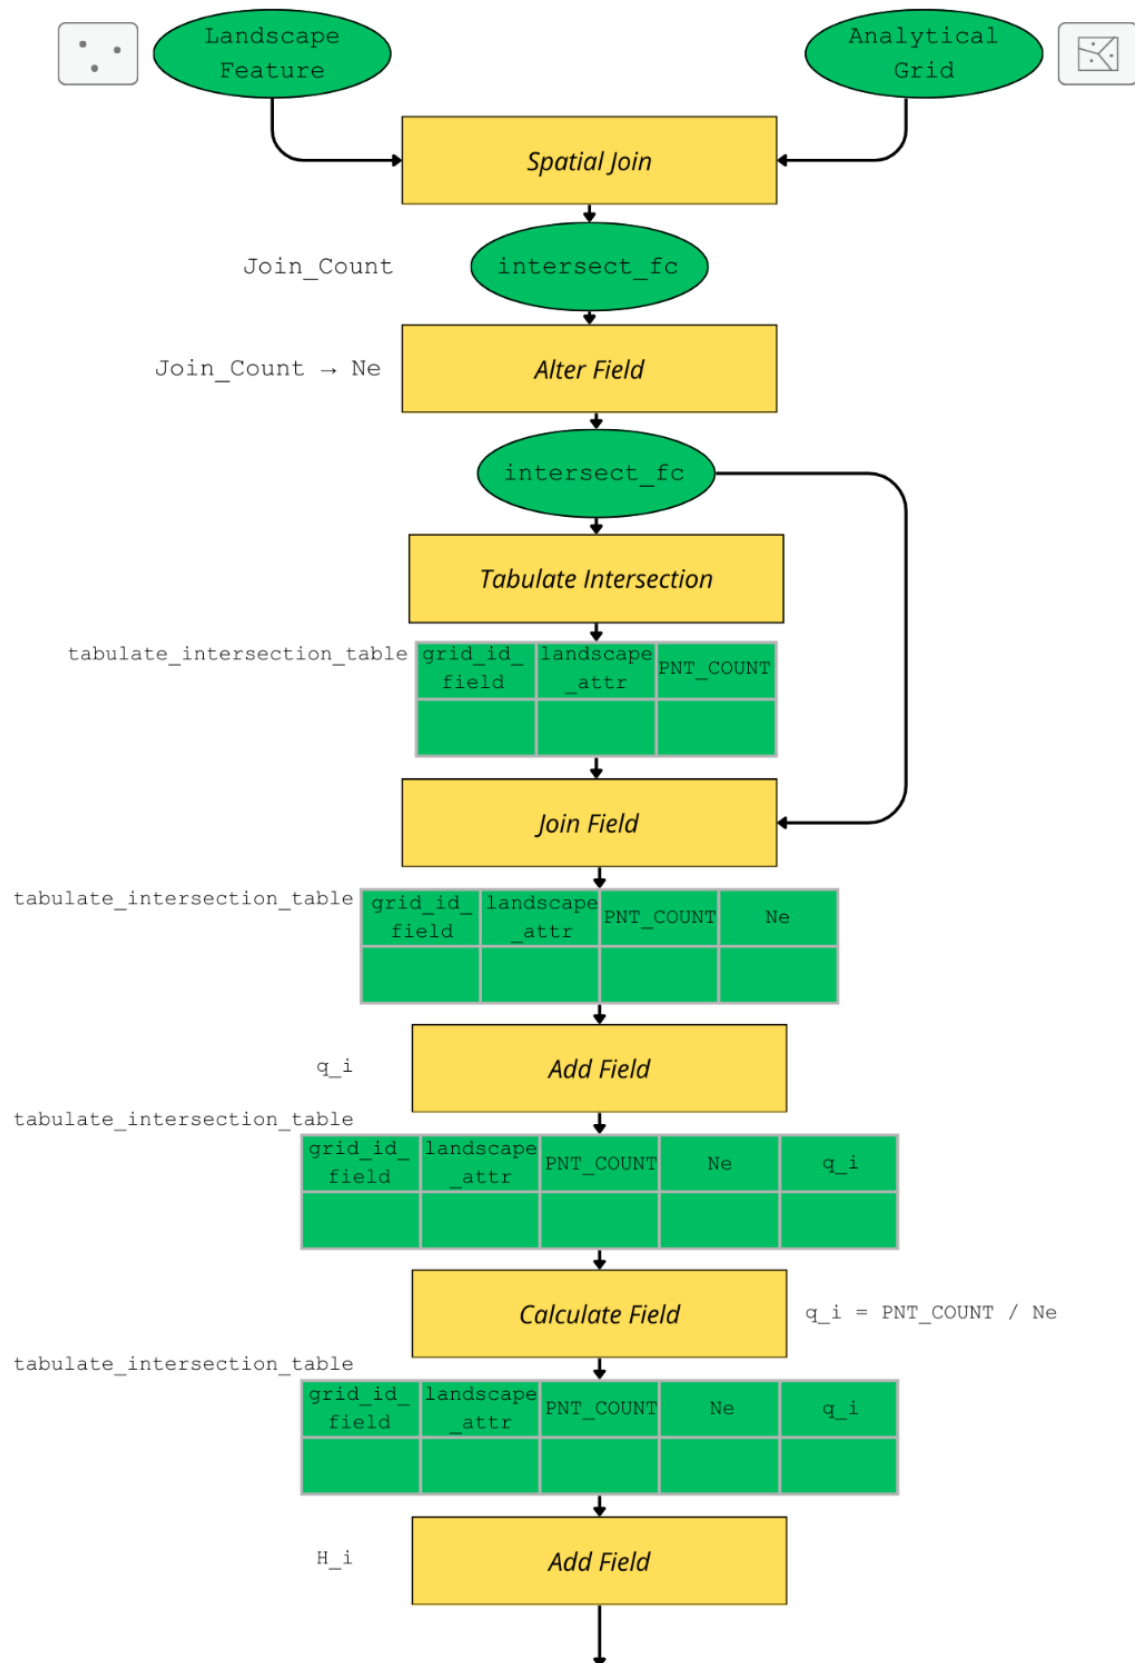 Landscape
Feature
Analytical
Grid
Spatial Join
Join_Count
intersect_fc
Join_Count → Ne
Alter Field
intersect_fc
Tabulate Intersection
tabulate_intersection_table
grid_id_
field
landscape
_attr
PNT_COUNT
Join Field
tabulate_intersection_table
grid_id_
field
landscape
_attr
PNT_COUNT
Ne
q_i
Add Field
tabulate_intersection_table
grid_id_
field
landscape
_attr
PNT_COUNT
Ne
q_i
Calculate Field
q_i = PNT_COUNT / Ne
tabulate_intersection_table
grid_id_
field
landscape
_attr
PNT_COUNT
Ne
q_i
H_i
Add Field